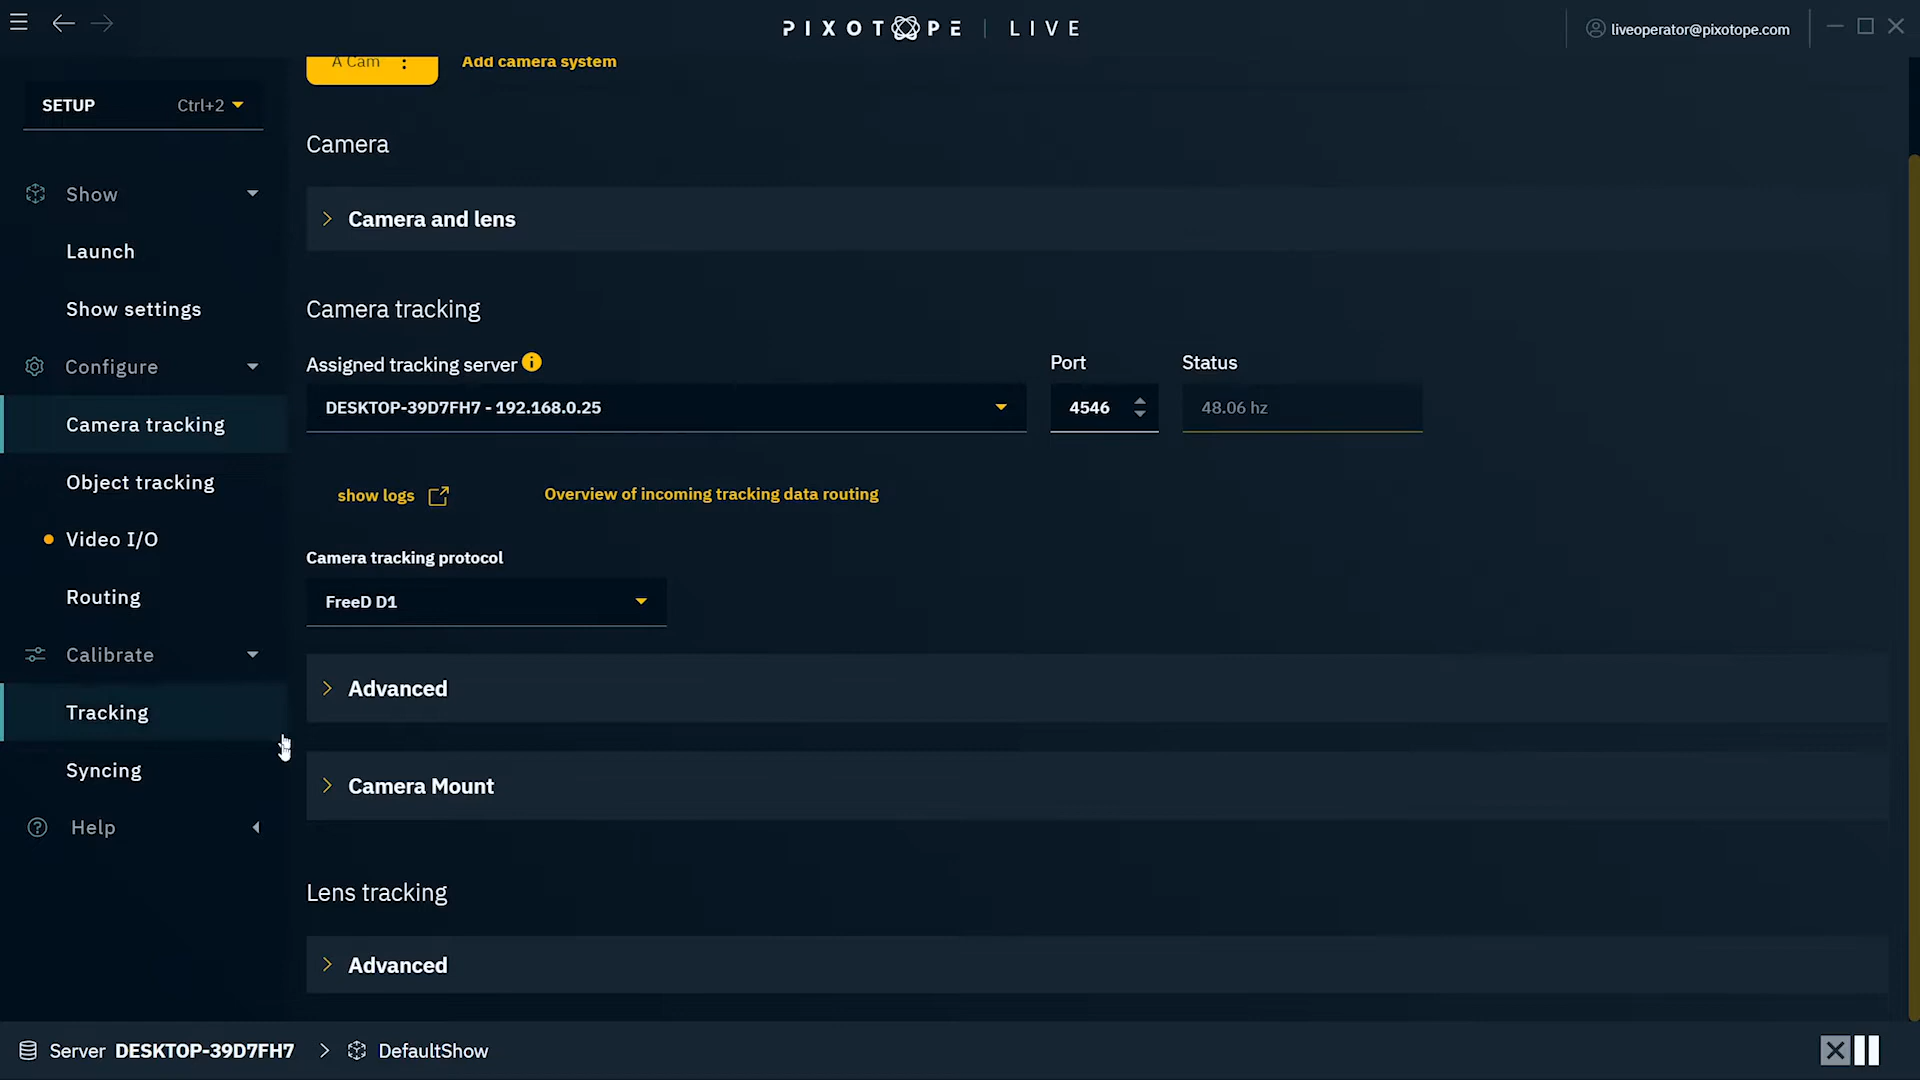 PIXOTOPE | LIVE
liveoperator@pixotope.com
A Cam
Add camera system
SETUP Ctrl+2
Show
Launch
Show settings
Configure
Camera tracking
Object tracking
Video I/O
Routing
Calibrate
Tracking
Syncing
Help
Camera
Camera and lens
Camera tracking
Assigned tracking server
Port
Status
DESKTOP-39D7FH7 - 192.168.0.25
4546
48.06 hz
show logs
Overview of incoming tracking data routing
Camera tracking protocol
FreeD D1
Advanced
Camera Mount
Lens tracking
Advanced
Server DESKTOP-39D7FH7 > DefaultShow